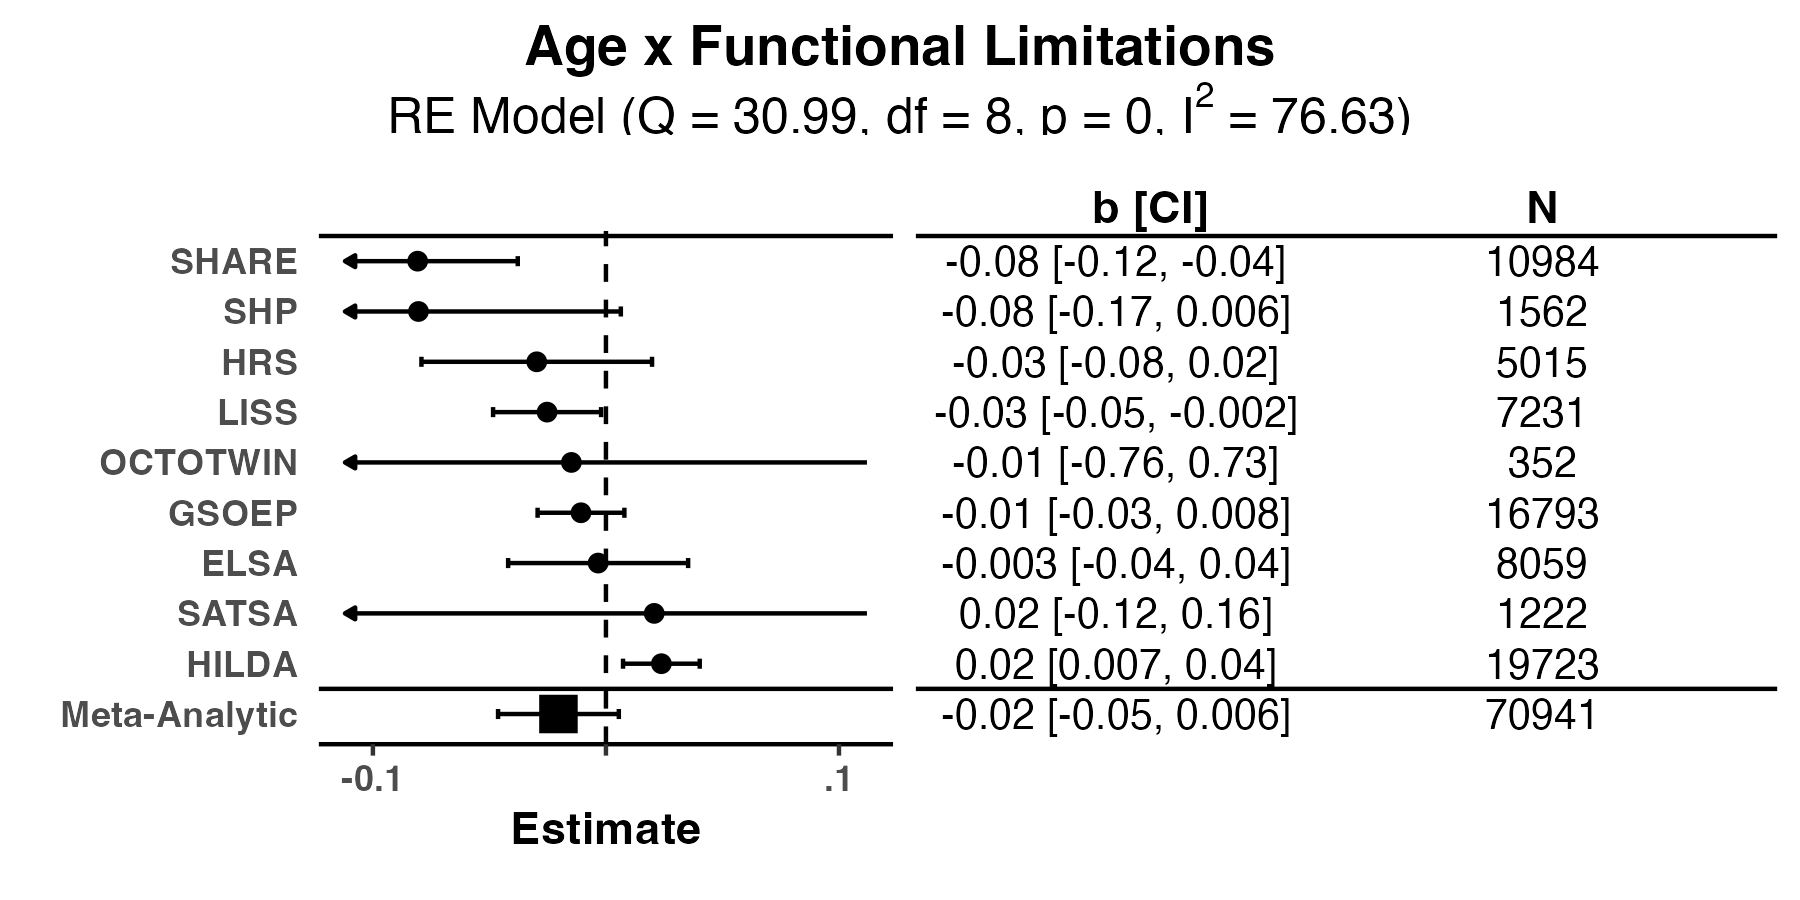 Age x Functional Limitations
RE Model (Q = 30.99, df = 8, p = 0, I² = 76.63)
b [CI] N
SHARE -0.08 [-0.12, -0.04] 10984
SHP -0.08 [-0.17, 0.006] 1562
HRS -0.03 [-0.08, 0.02] 5015
LISS -0.03 [-0.05, -0.002] 7231
OCTOTWIN -0.01 [-0.76, 0.73] 352
GSOEP -0.01 [-0.03, 0.008] 16793
ELSA -0.003 [-0.04, 0.04] 8059
SATSA 0.02 [-0.12, 0.16] 1222
HILDA 0.02 [0.007, 0.04] 19723
Meta-Analytic -0.02 [-0.05, 0.006] 70941
-0.1 .1
Estimate